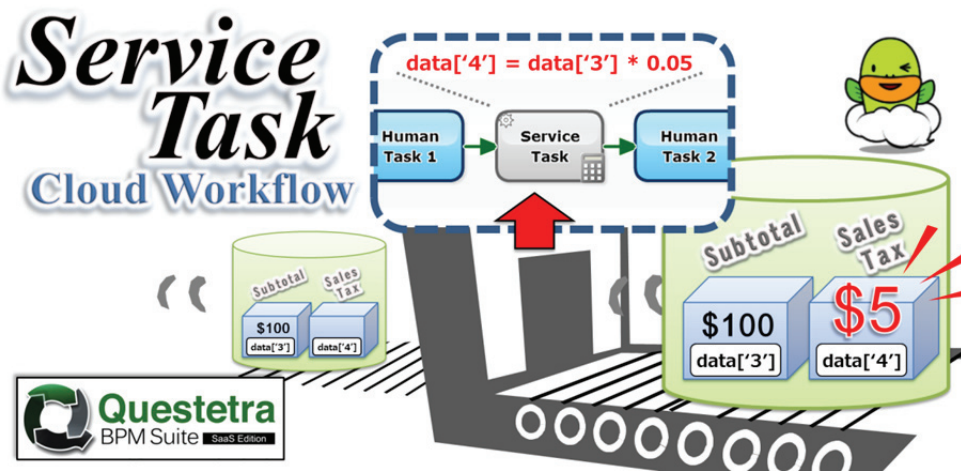 Service
Task
Cloud Workflow
data[‘4’] = data[‘3’] * 0.05
Human
Task 1
Service
Task
Human
Task 2
Subtotal
Sales
Tax
$100
data[‘3’]
data[‘4’]
Subtotal
Sales
Tax
$100
$5
data[‘3’]
data[‘4’]
Questetra
BPM Suite SaaS Edition